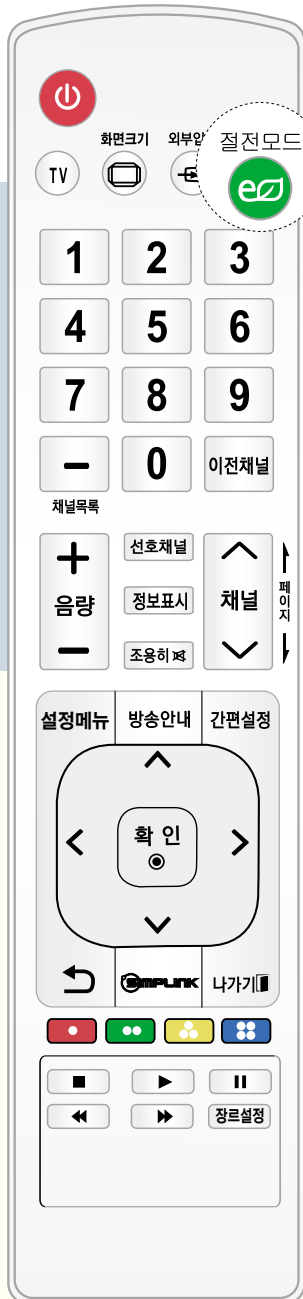 화면크기
외부입
절전모드
TV
1 2 3
4 5 6
7 8 9
- 0 이전채널
채널목록
+ 음량 -
선호채널
정보표시
조용히
채널
페이지
설정메뉴 방송안내 간편설정
확인
SIMPLINK 나가기
장르설정